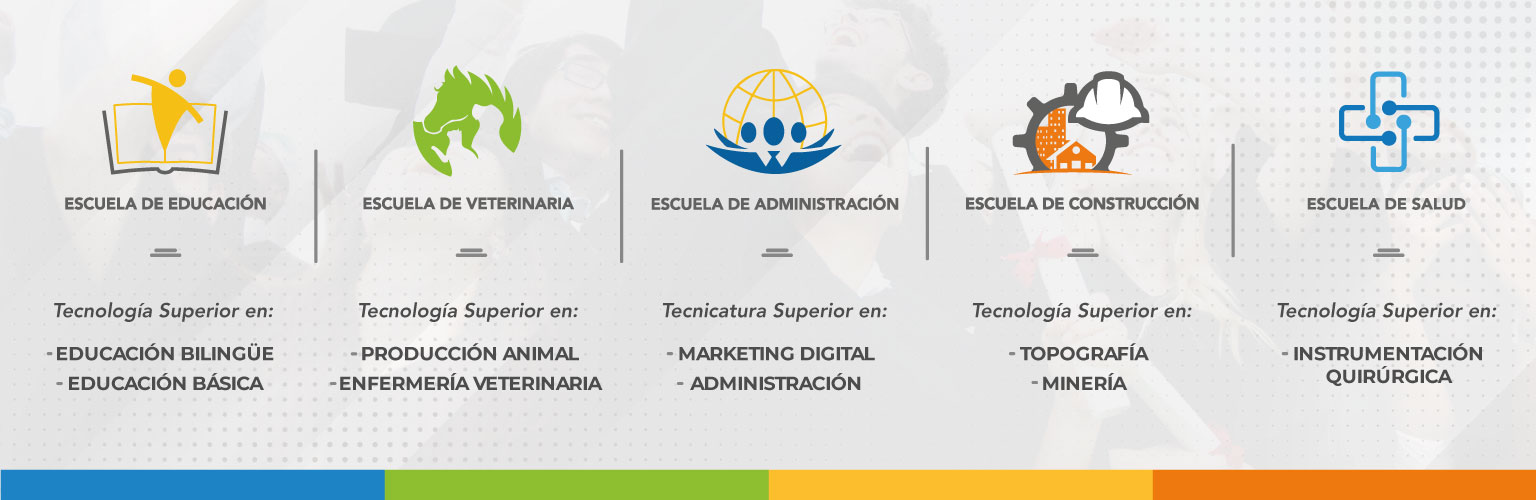 ESCUELA DE EDUCACIÓN
Tecnología Superior en:
- EDUCACIÓN BILINGÜE
- EDUCACIÓN BÁSICA
ESCUELA DE VETERINARIA
Tecnología Superior en:
- PRODUCCIÓN ANIMAL
- ENFERMERÍA VETERINARIA
ESCUELA DE ADMINISTRACIÓN
Tecnicatura Superior en:
- MARKETING DIGITAL
- ADMINISTRACIÓN
ESCUELA DE CONSTRUCCIÓN
Tecnología Superior en:
- TOPOGRAFÍA
- MINERÍA
ESCUELA DE SALUD
Tecnología Superior en:
- INSTRUMENTACIÓN
QUIRÚRGICA